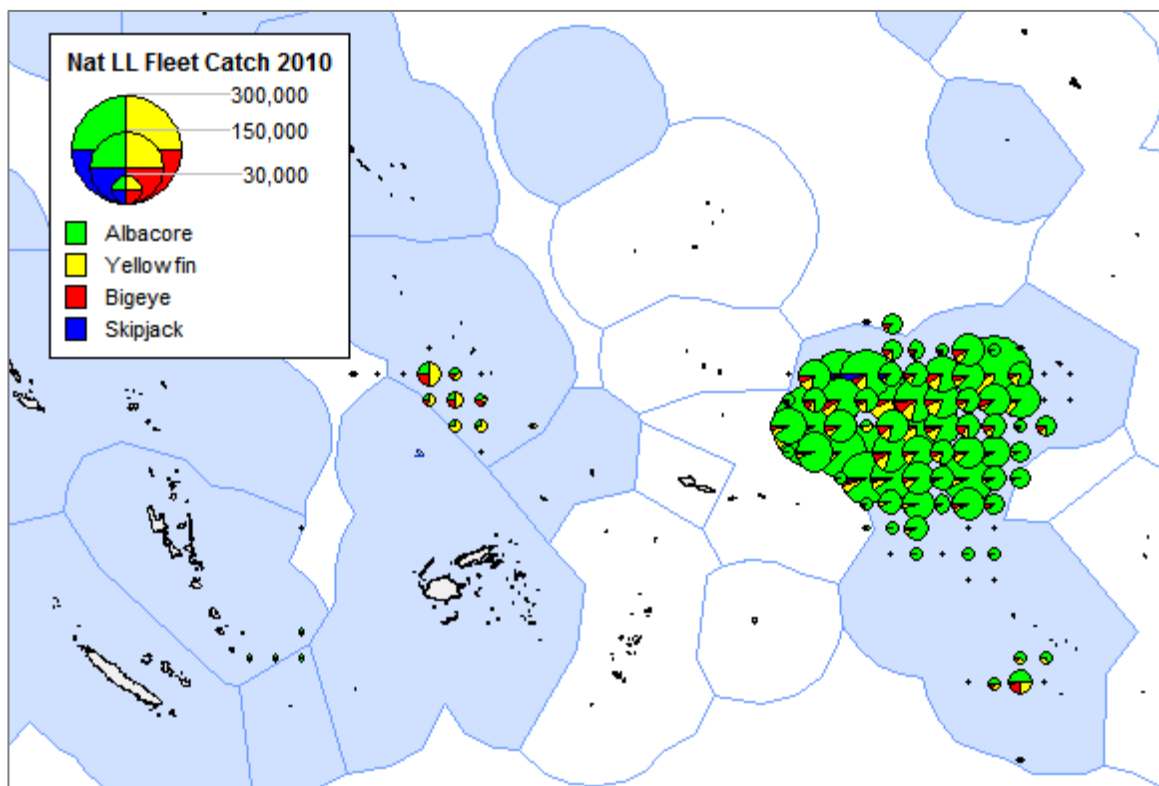 Nat LL Fleet Catch 2010
300,000
150,000
30,000
Albacore
Yellowfin
Bigeye
Skipjack